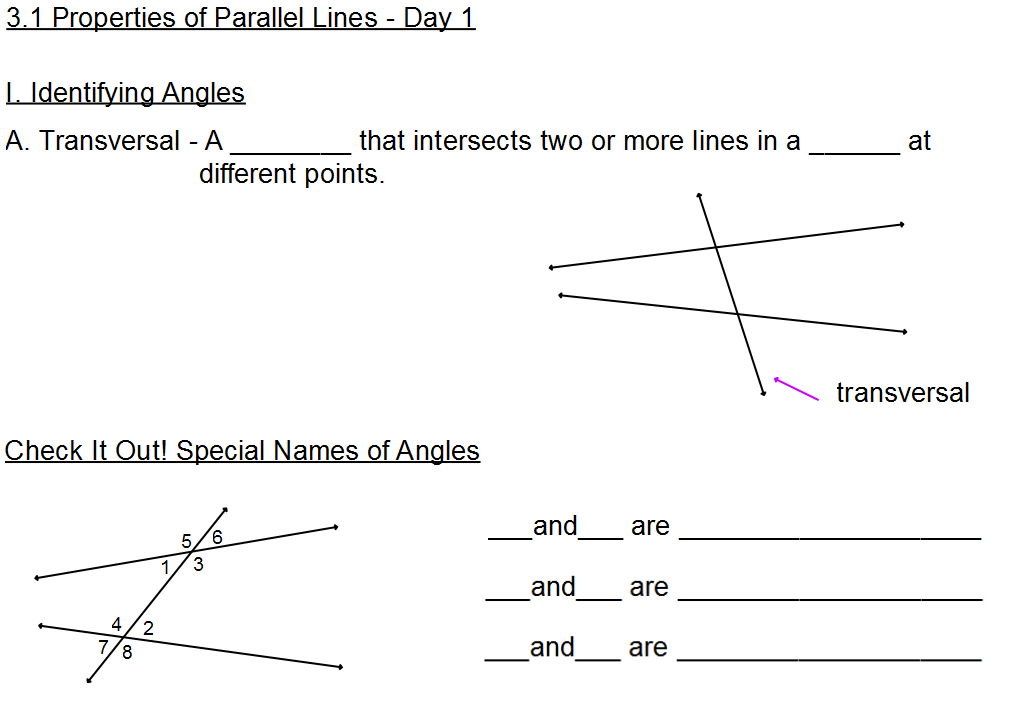 3.1 Properties of Parallel Lines - Day 1
I. Identifying Angles
A. Transversal - A ________ that intersects two or more lines in a ______ at
different points.
transversal
Check It Out! Special Names of Angles
5 6
1 3
4 2
7 8
___and___ are ____________________
___and___ are ____________________
___and___ are ____________________